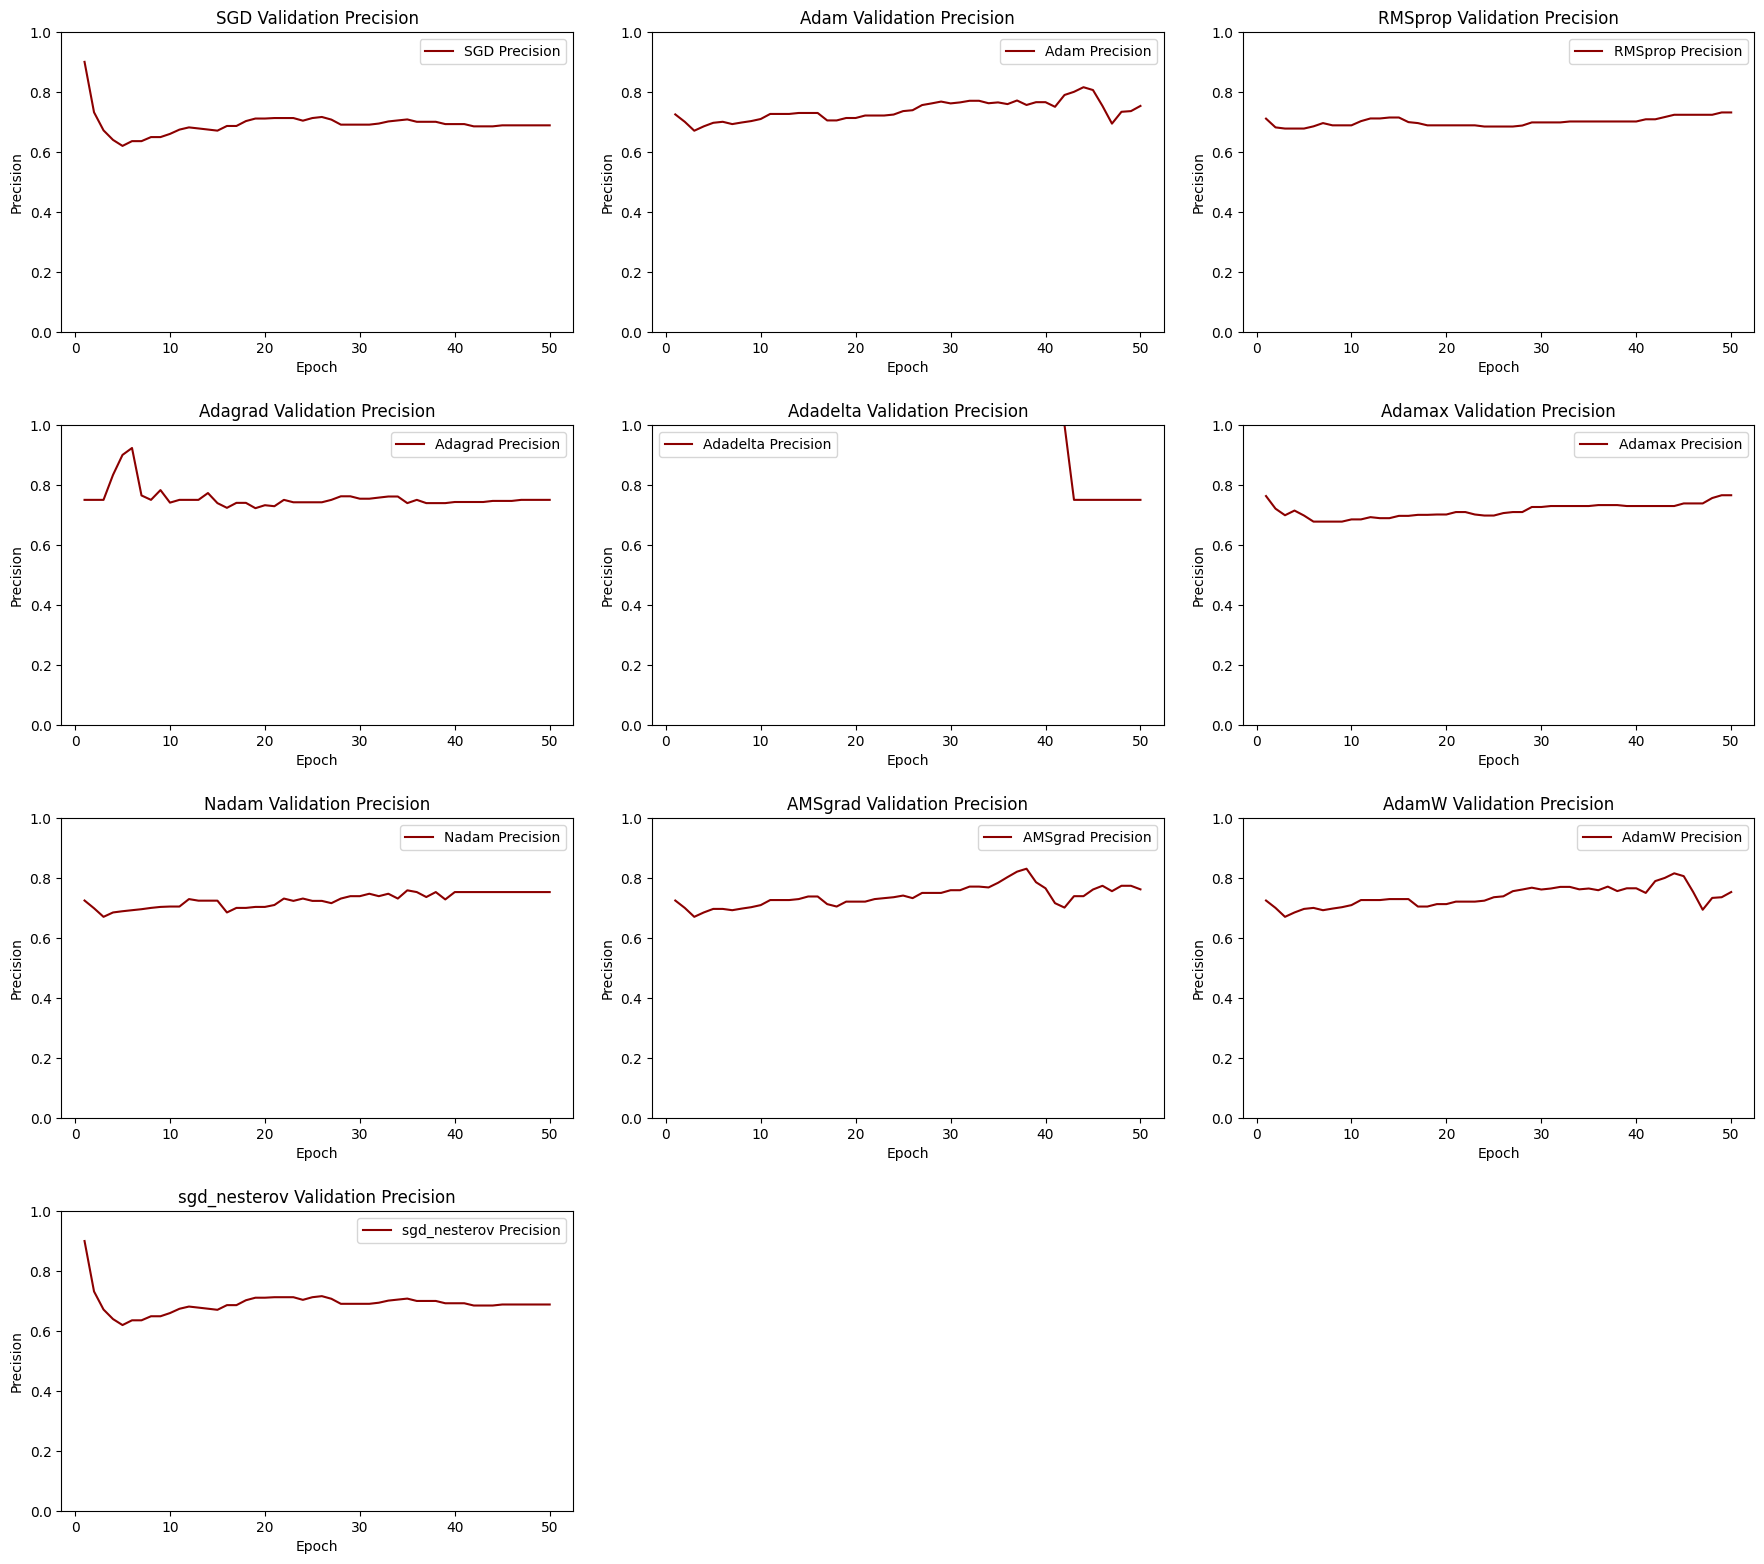 SGD Validation Precision
SGD Precision
1.0
0.8
0.6
0.4
0.2
0.0
Precision
0 10 20 30 40 50
Epoch
Adam Validation Precision
Adam Precision
1.0
0.8
0.6
0.4
0.2
0.0
Precision
0 10 20 30 40 50
Epoch
RMSprop Validation Precision
RMSprop Precision
1.0
0.8
0.6
0.4
0.2
0.0
Precision
0 10 20 30 40 50
Epoch
Adagrad Validation Precision
Adagrad Precision
1.0
0.8
0.6
0.4
0.2
0.0
Precision
0 10 20 30 40 50
Epoch
Adadelta Validation Precision
Adadelta Precision
1.0
0.8
0.6
0.4
0.2
0.0
Precision
0 10 20 30 40 50
Epoch
Adamax Validation Precision
Adamax Precision
1.0
0.8
0.6
0.4
0.2
0.0
Precision
0 10 20 30 40 50
Epoch
Nadam Validation Precision
Nadam Precision
1.0
0.8
0.6
0.4
0.2
0.0
Precision
0 10 20 30 40 50
Epoch
AMSgrad Validation Precision
AMSgrad Precision
1.0
0.8
0.6
0.4
0.2
0.0
Precision
0 10 20 30 40 50
Epoch
AdamW Validation Precision
AdamW Precision
1.0
0.8
0.6
0.4
0.2
0.0
Precision
0 10 20 30 40 50
Epoch
sgd_nesterov Validation Precision
sgd_nesterov Precision
1.0
0.8
0.6
0.4
0.2
0.0
Precision
0 10 20 30 40 50
Epoch